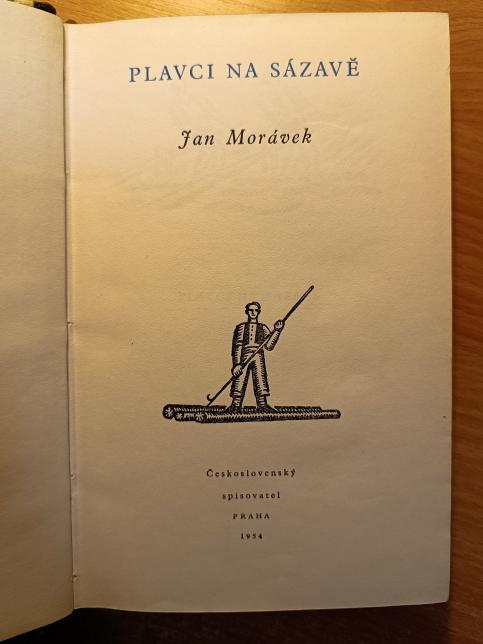 PLAVCI NA SÁZAVĚ
Jan Morávek
Československý
spisovatel
PRAHA
1954